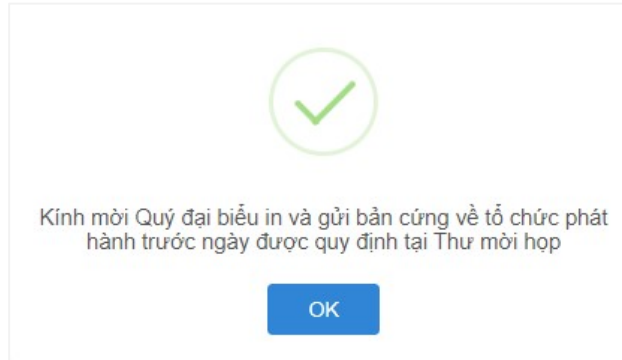 Kính mời Quý đại biểu in và gửi bản cứng về tổ chức phát
hành trước ngày được quy định tại Thư mời họp
OK